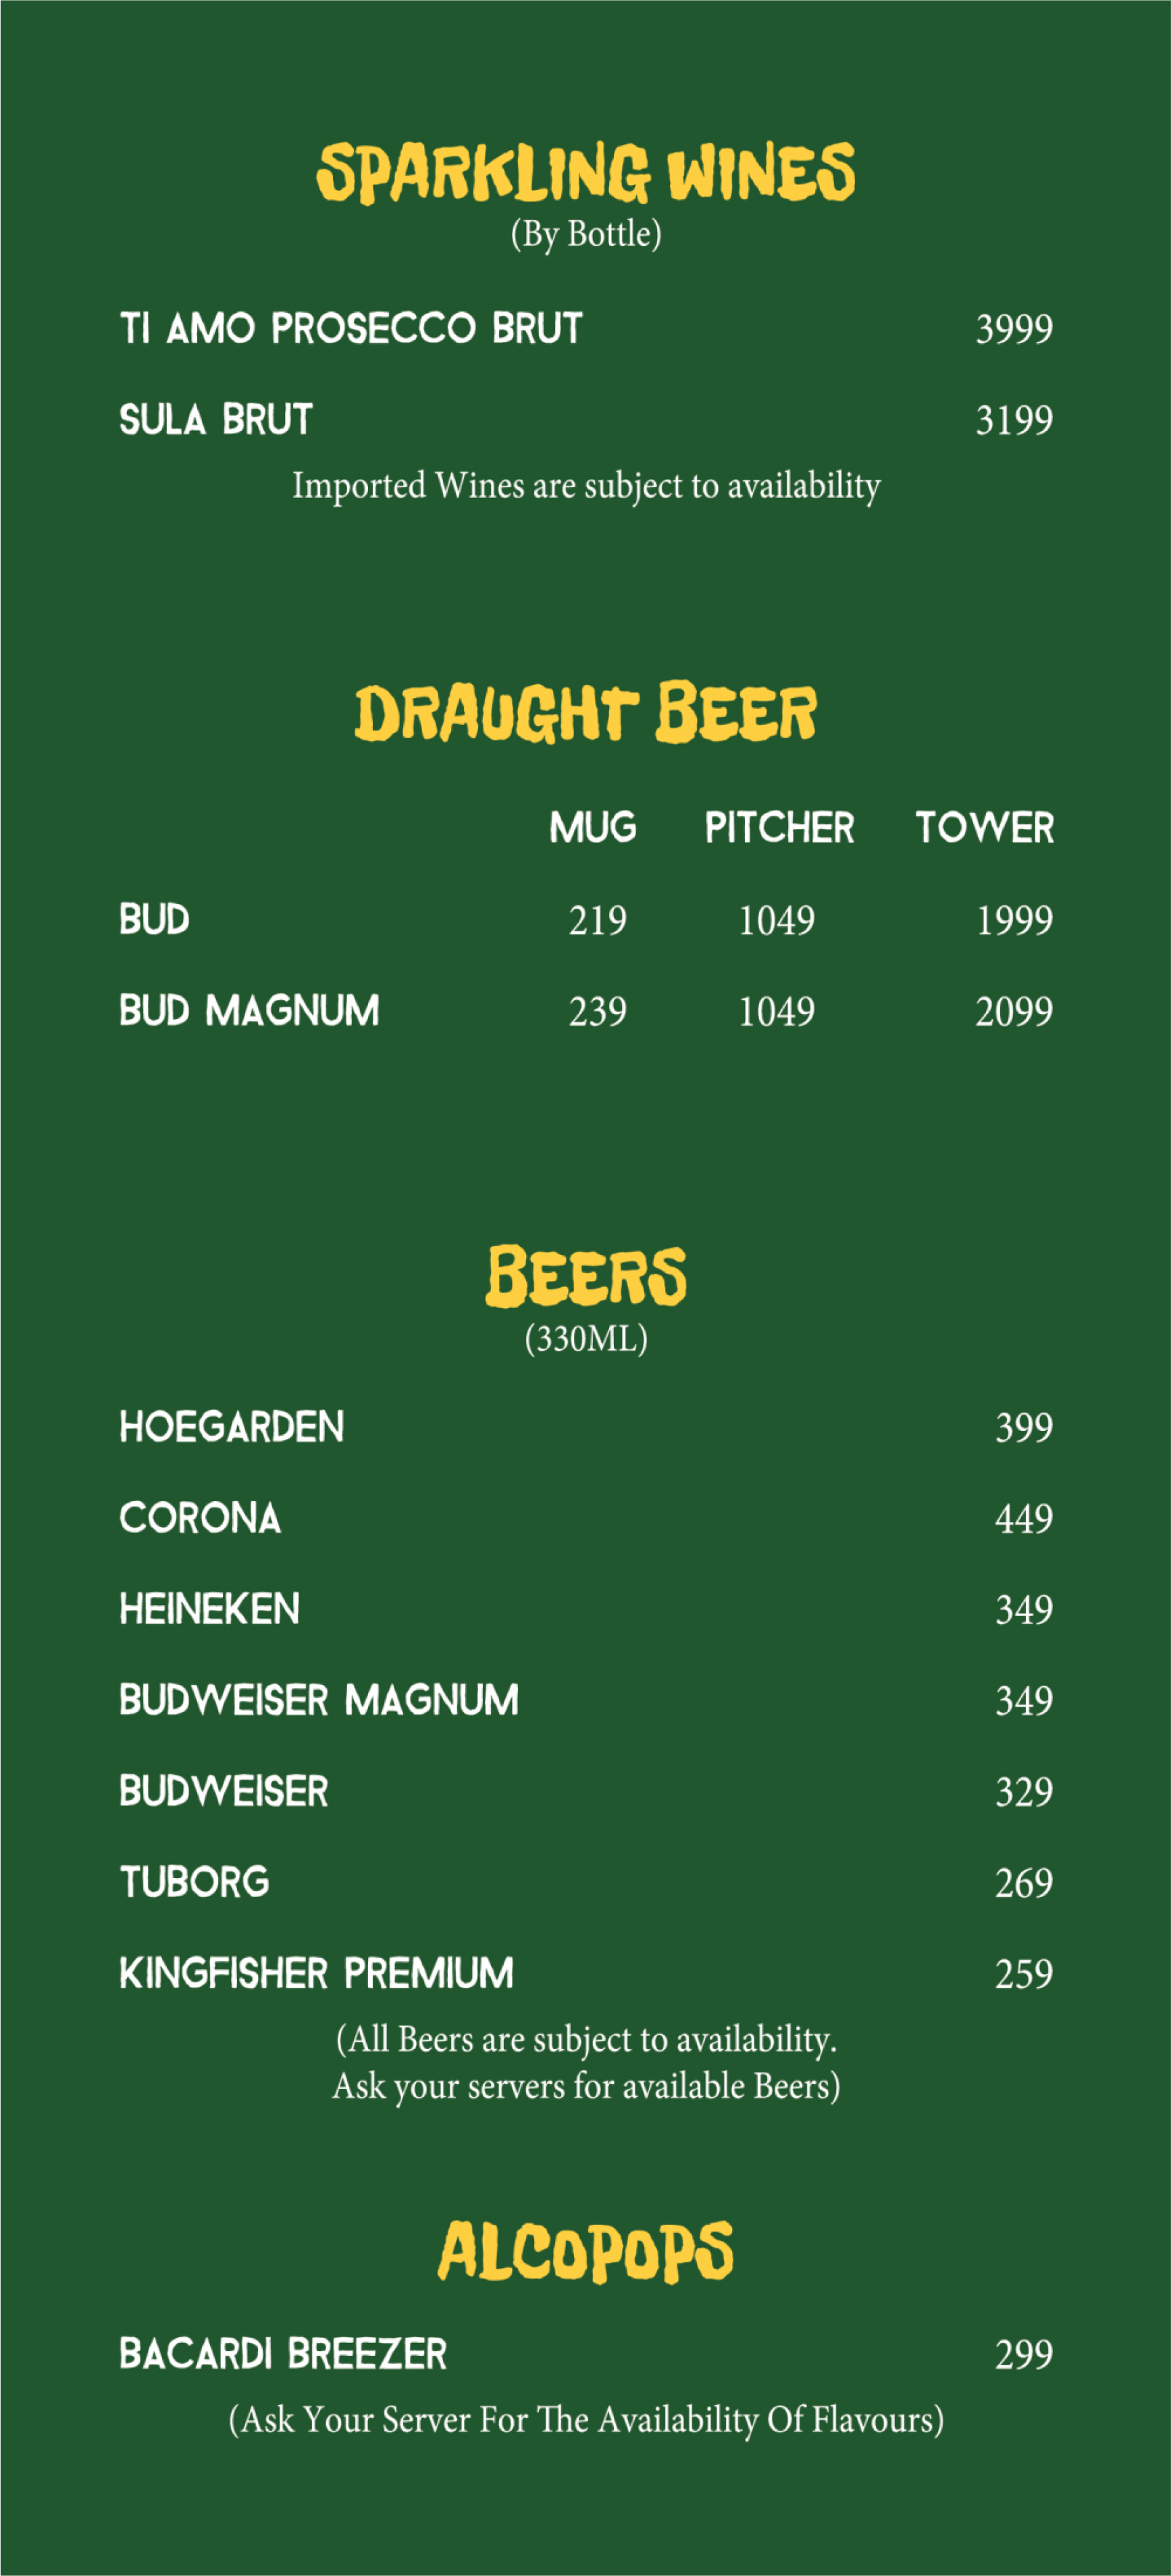 SPARKLING WINES
(By Bottle)
TI AMO PROSECCO BRUT 3999
SULA BRUT 3199
Imported Wines are subject to availability
DRAUGHT BEER
MUG PITCHER TOWER
BUD 219 1049 1999
BUD MAGNUM 239 1049 2099
BEERS
(330ML)
HOEGARDEN 399
CORONA 449
HEINEKEN 349
BUDWEISER MAGNUM 349
BUDWEISER 329
TUBORG 269
KINGFISHER PREMIUM 259
(All Beers are subject to availability.
Ask your servers for available Beers)
ALCOPOPS
BACARDI BREEZER 299
(Ask Your Server For The Availability Of Flavours)